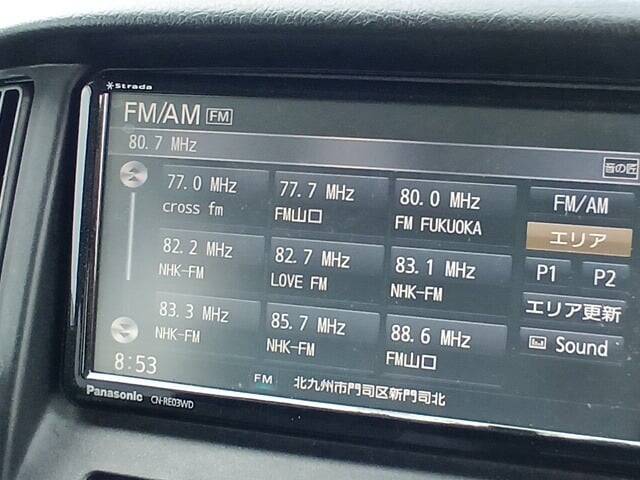 Strada
FM/AM FM
80.7 MHz
音の匠
77.0 MHz
cross fm
77.7 MHz
FM山口
80.0 MHz
FM FUKUOKA
FM/AM
エリア
82.2 MHz
NHK-FM
82.7 MHz
LOVE FM
83.1 MHz
NHK-FM
P1 P2
エリア更新
83.3 MHz
NHK-FM
85.7 MHz
NHK-FM
88.6 MHz
FM山口
Sound
8:53
FM 北九州市門司区新門司北
Panasonic CN-RE03WD